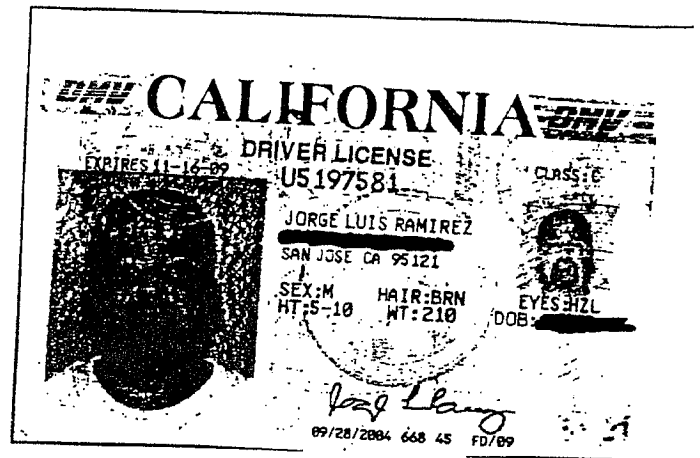 DMV CALIFORNIA DMV
DRIVER LICENSE
EXPIRES 11-16-09
U5197581
CLASS:C
JORGE LUIS RAMIREZ
SAN JOSE CA 95121
SEX:M HAIR:BRN EYES:HZL
HT:5-10 WT:210 DOB:
09/28/2004 668 45 FD/09